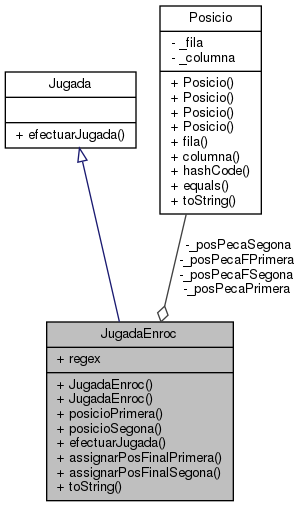 Posicio
- _fila
- _columna
+ Posicio()
+ Posicio()
+ Posicio()
+ Posicio()
+ fila()
+ columna()
+ hashCode()
+ equals()
+ toString()
Jugada
+ efectuarJugada()
-_posPecaSegona
-_posPecaFPrimera
-_posPecaFSegona
-_posPecaPrimera
JugadaEnroc
+ regex
+ JugadaEnroc()
+ JugadaEnroc()
+ posicioPrimera()
+ posicioSegona()
+ efectuarJugada()
+ assignarPosFinalPrimera()
+ assignarPosFinalSegona()
+ toString()